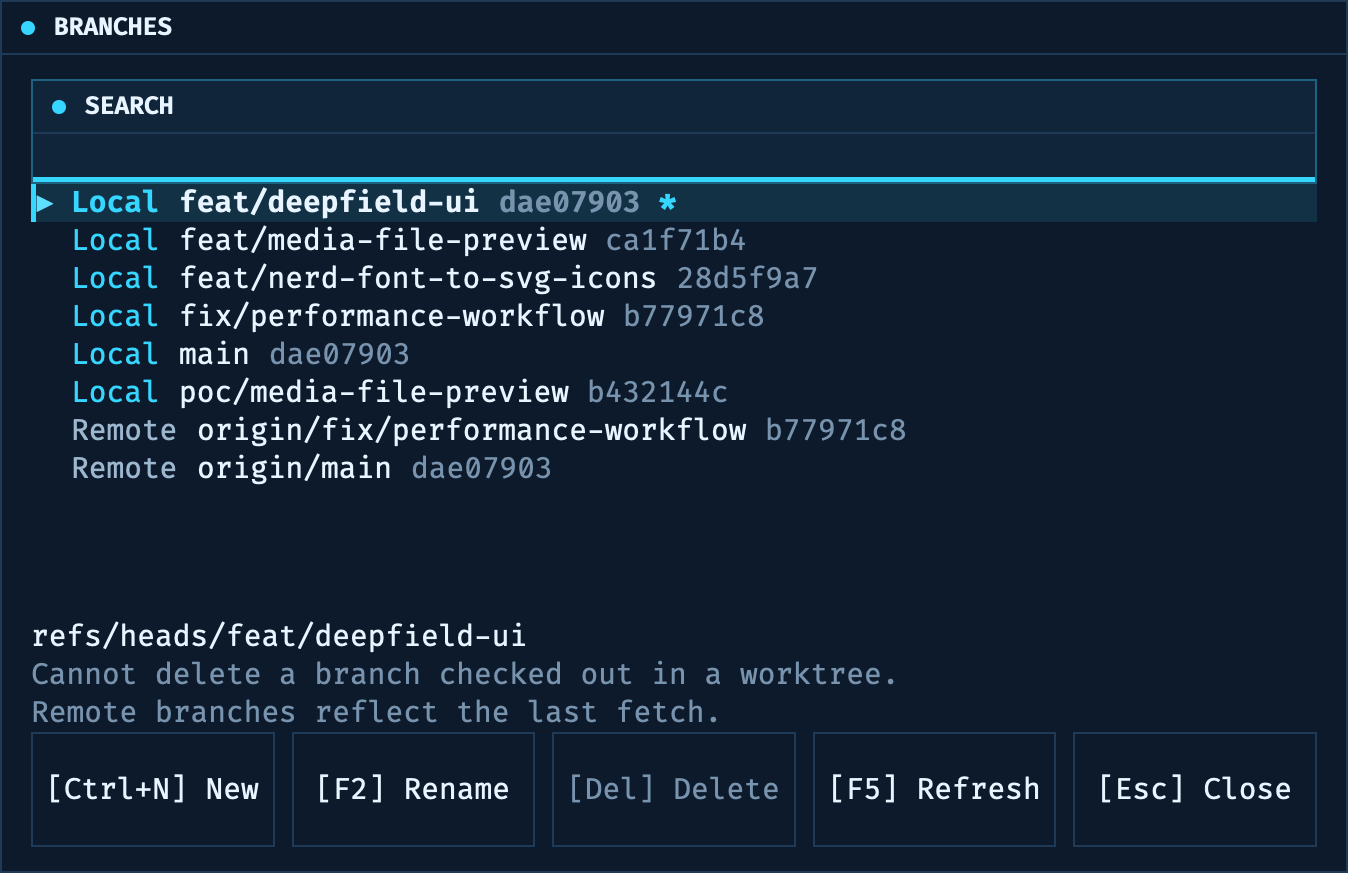 BRANCHES
SEARCH
▶ Local feat/deepfield-ui dae07903 *
Local feat/media-file-preview ca1f71b4
Local feat/nerd-font-to-svg-icons 28d5f9a7
Local fix/performance-workflow b77971c8
Local main dae07903
Local poc/media-file-preview b432144c
Remote origin/fix/performance-workflow b77971c8
Remote origin/main dae07903
refs/heads/feat/deepfield-ui
Cannot delete a branch checked out in a worktree.
Remote branches reflect the last fetch.
[Ctrl+N] New [F2] Rename [Del] Delete [F5] Refresh [Esc] Close